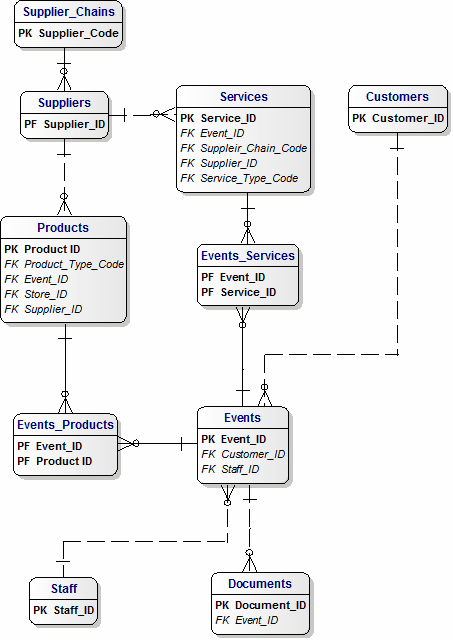 Supplier_Chains
PK Supplier_Code
Suppliers
PF Supplier_ID
Services
PK Service_ID
FK Event_ID
FK Suppleir_Chain_Code
FK Supplier_ID
FK Service_Type_Code
Customers
PK Customer_ID
Products
PK Product ID
FK Product_Type_Code
FK Event_ID
FK Store_ID
FK Supplier_ID
Events_Services
PF Event_ID
PF Service_ID
Events_Products
PF Event_ID
PF Product ID
Events
PK Event_ID
FK Customer_ID
FK Staff_ID
Staff
PK Staff_ID
Documents
PK Document_ID
FK Event_ID